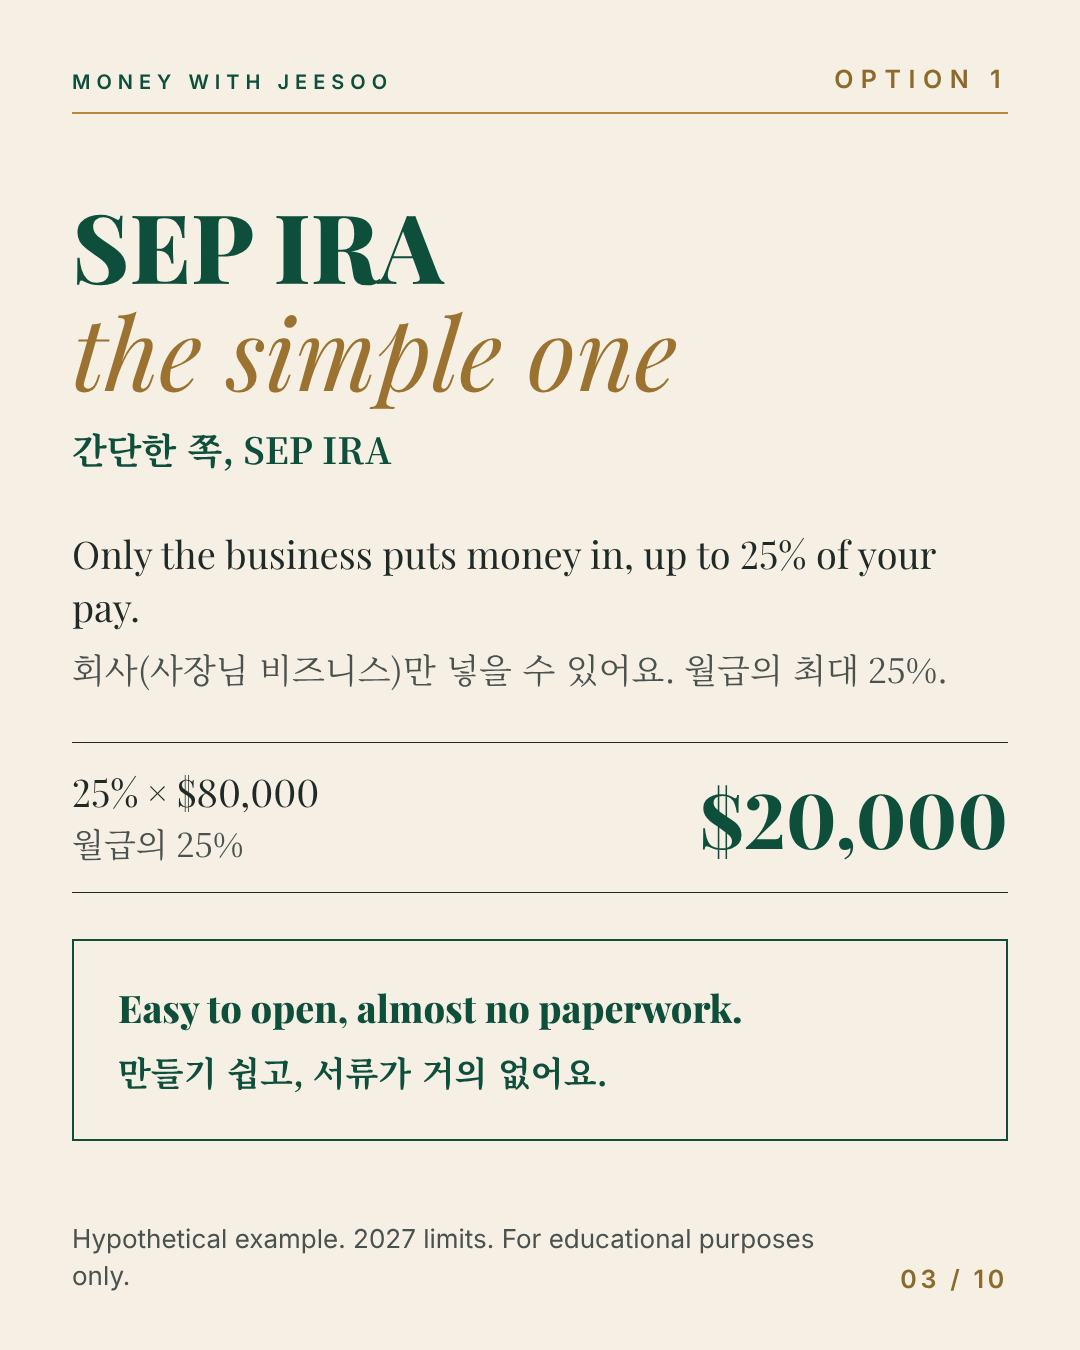 MONEY WITH JEESOO
OPTION 1
SEP IRA
the simple one
간단한 쪽, SEP IRA
Only the business puts money in, up to 25% of your
pay.
회사(사장님 비즈니스)만 넣을 수 있어요. 월급의 최대 25%.
25% × $80,000
월급의 25%
$20,000
Easy to open, almost no paperwork.
만들기 쉽고, 서류가 거의 없어요.
Hypothetical example. 2027 limits. For educational purposes
only.
03 / 10